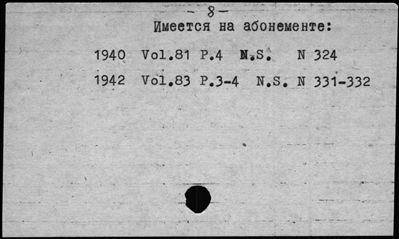 - 8 -
Имеется на абонементе:
1940 Vol.81 P.4 N.S. N 324
1942 Vol.83 P.3-4 N.S. N 331-332